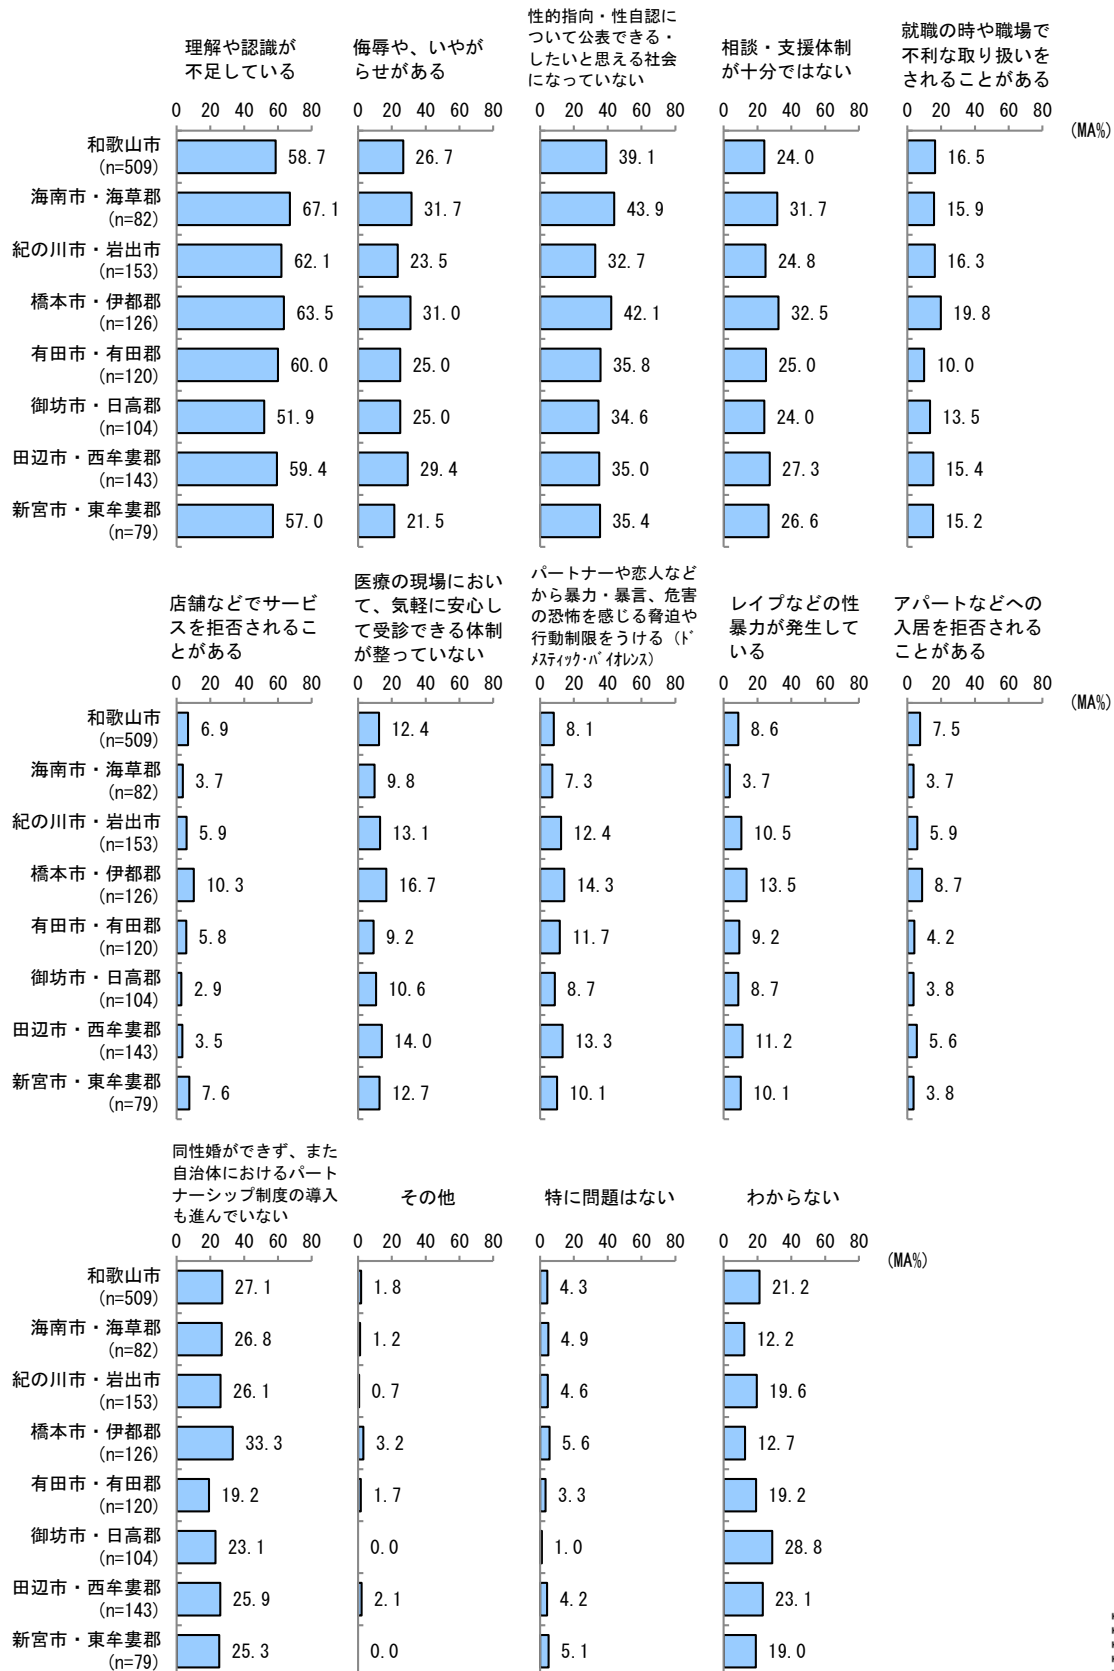 理解や認識が
不足している
侮辱や、いやが
らせがある
性的指向・性自認に
ついて公表できる・
したいと思える社会
になっていない
相談・支援体制
が十分ではない
就職の時や職場で
不利な取り扱いを
されることがある
0 20 40 60 80 0 20 40 60 80 0 20 40 60 80 0 20 40 60 80 0 20 40 60 80
(MA%)
和歌山市
(n=509)
58.7 26.7 39.1 24.0 16.5
海南市・海草郡
(n=82)
67.1 31.7 43.9 31.7 15.9
紀の川市・岩出市
(n=153)
62.1 23.5 32.7 24.8 16.3
橋本市・伊都郡
(n=126)
63.5 31.0 42.1 32.5 19.8
有田市・有田郡
(n=120)
60.0 25.0 35.8 25.0 10.0
御坊市・日高郡
(n=104)
51.9 25.0 34.6 24.0 13.5
田辺市・西牟婁郡
(n=143)
59.4 29.4 35.0 27.3 15.4
新宮市・東牟婁郡
(n=79)
57.0 21.5 35.4 26.6 15.2
店舗などでサービ
スを拒否されるこ
とがある
医療の現場におい
て、気軽に安心し
て受診できる体制
が整っていない
パートナーや恋人など
から暴力・暴言、危害
の恐怖を感じる脅迫や
行動制限をうける（ﾄﾞ
ﾒｽﾃｨｯｸ･ﾊﾞｲｵﾚﾝｽ）
レイプなどの性
暴力が発生して
いる
アパートなどへの
入居を拒否される
ことがある
0 20 40 60 80 0 20 40 60 80 0 20 40 60 80 0 20 40 60 80 0 20 40 60 80
(MA%)
和歌山市
(n=509)
6.9 12.4 8.1 8.6 7.5
海南市・海草郡
(n=82)
3.7 9.8 7.3 3.7 3.7
紀の川市・岩出市
(n=153)
5.9 13.1 12.4 10.5 5.9
橋本市・伊都郡
(n=126)
10.3 16.7 14.3 13.5 8.7
有田市・有田郡
(n=120)
5.8 9.2 11.7 9.2 4.2
御坊市・日高郡
(n=104)
2.9 10.6 8.7 8.7 3.8
田辺市・西牟婁郡
(n=143)
3.5 14.0 13.3 11.2 5.6
新宮市・東牟婁郡
(n=79)
7.6 12.7 10.1 10.1 3.8
同性婚ができず、また
自治体におけるパート
ナーシップ制度の導入
も進んでいない
その他
特に問題はない
わからない
0 20 40 60 80 0 20 40 60 80 0 20 40 60 80 0 20 40 60 80
(MA%)
和歌山市
(n=509)
27.1 1.8 4.3 21.2
海南市・海草郡
(n=82)
26.8 1.2 4.9 12.2
紀の川市・岩出市
(n=153)
26.1 0.7 4.6 19.6
橋本市・伊都郡
(n=126)
33.3 3.2 5.6 12.7
有田市・有田郡
(n=120)
19.2 1.7 3.3 19.2
御坊市・日高郡
(n=104)
23.1 0.0 1.0 28.8
田辺市・西牟婁郡
(n=143)
25.9 2.1 4.2 23.1
新宮市・東牟婁郡
(n=79)
25.3 0.0 5.1 19.0